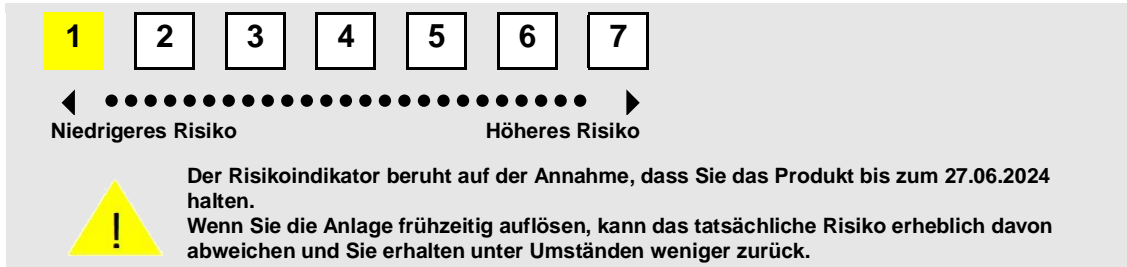 1 2 3 4 5 6 7
Niedrigeres Risiko Höheres Risiko
Der Risikoindikator beruht auf der Annahme, dass Sie das Produkt bis zum 27.06.2024
halten.
Wenn Sie die Anlage frühzeitig auflösen, kann das tatsächliche Risiko erheblich davon
abweichen und Sie erhalten unter Umständen weniger zurück.
!